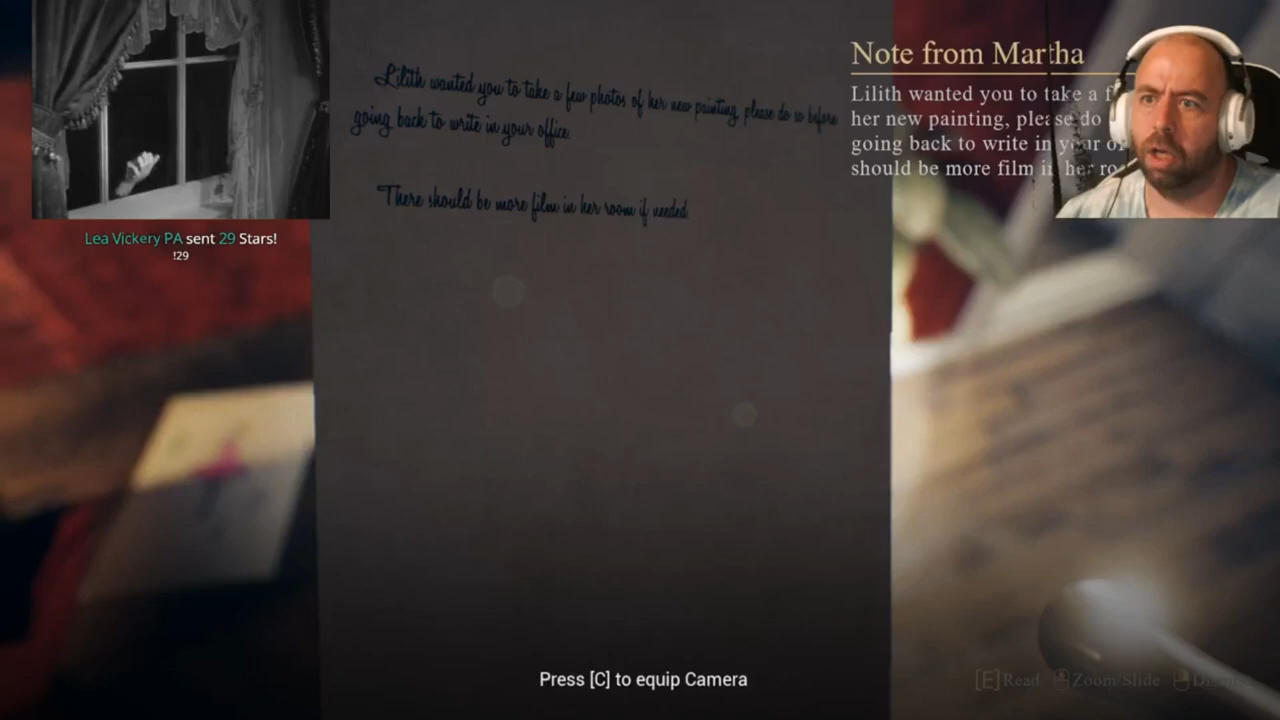 Lilith wanted you to take a few photos of her new painting, please do so before
going back to write in your office.
There should be more film in her room if needed.
Note from Martha
Lilith wanted you to take a f
her new painting, please do
going back to write in your of
should be more film in her ro
Lea Vickery PA sent 29 Stars!
!29
Press [C] to equip Camera
[E]Read Zoom/Slide